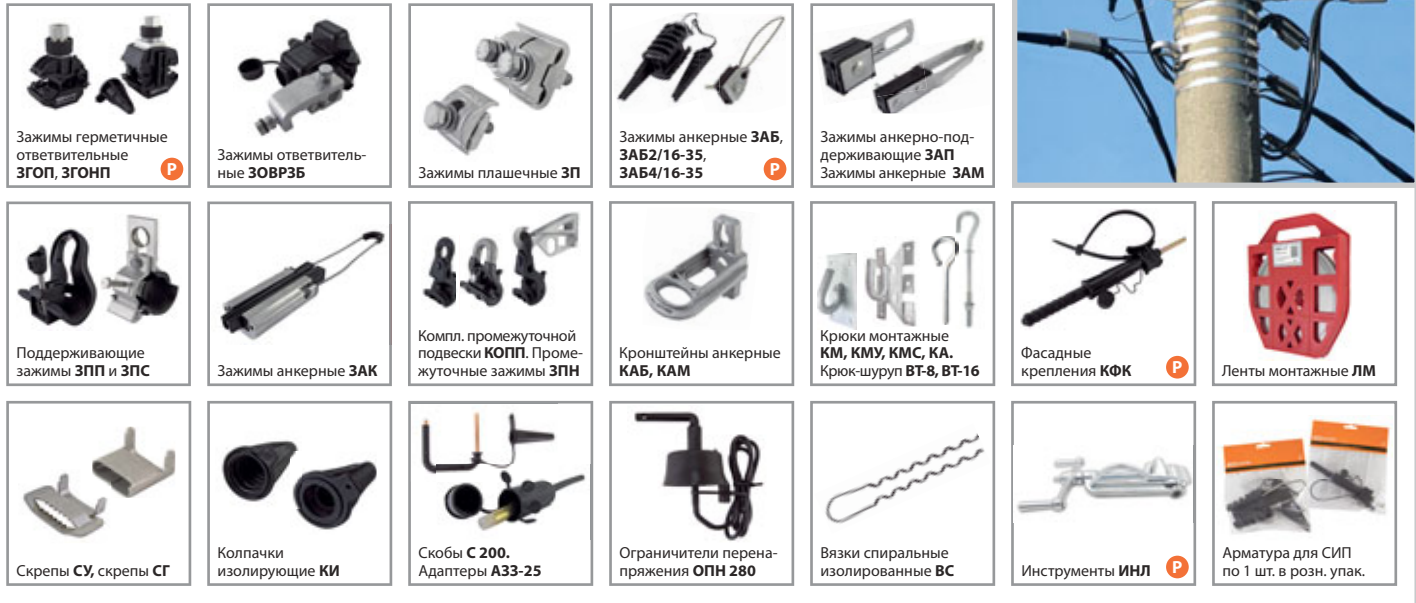 Зажимы герметичные
ответвительные
ЗГОП, ЗГОНП
Р
Зажимы ответвитель-
ные ЗОВРЗБ
Зажимы плашечные ЗП
Зажимы анкерные ЗАБ,
ЗАБ2/16-35,
ЗАБ4/16-35
Р
Зажимы анкерно-под-
держивающие ЗАП
Зажимы анкерные ЗАМ
Поддерживающие
зажимы ЗПП и ЗПС
Зажимы анкерные ЗАК
Компл. промежуточной
подвески КОПП. Проме-
жуточные зажимы ЗПН
Кронштейны анкерные
КАБ, КАМ
Крюки монтажные
КМ, КМУ, КМС, КА.
Крюк-шуруп ВТ-8, ВТ-16
Фасадные
крепления КФК
Р
Ленты монтажные ЛМ
Скрепы СУ, скрепы СГ
Колпачки
изолирующие КИ
Скобы С 200.
Адаптеры АЗЗ-25
Ограничители перена-
пряжения ОПН 280
Вязки спиральные
изолированные ВС
Инструменты ИНЛ
Р
Арматура для СИП
по 1 шт. в розн. упак.